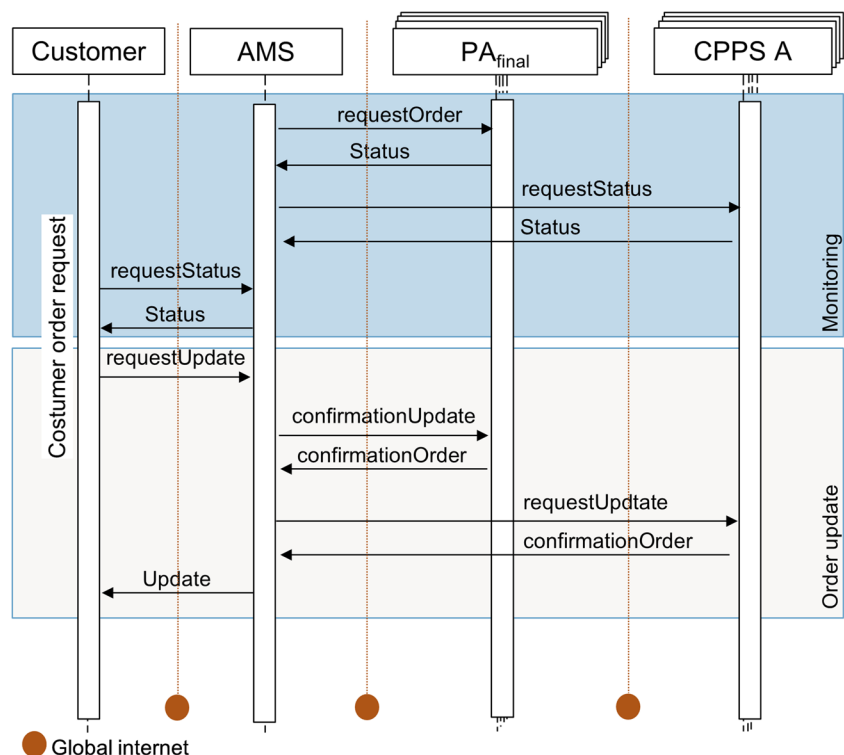 Customer
AMS
PAfinal
CPPS A
requestOrder
Status
requestStatus
Status
requestStatus
Status
Monitoring
Costumer order request
requestUpdate
confirmationUpdate
confirmationOrder
requestUpdtate
confirmationOrder
Update
Order update
Global internet